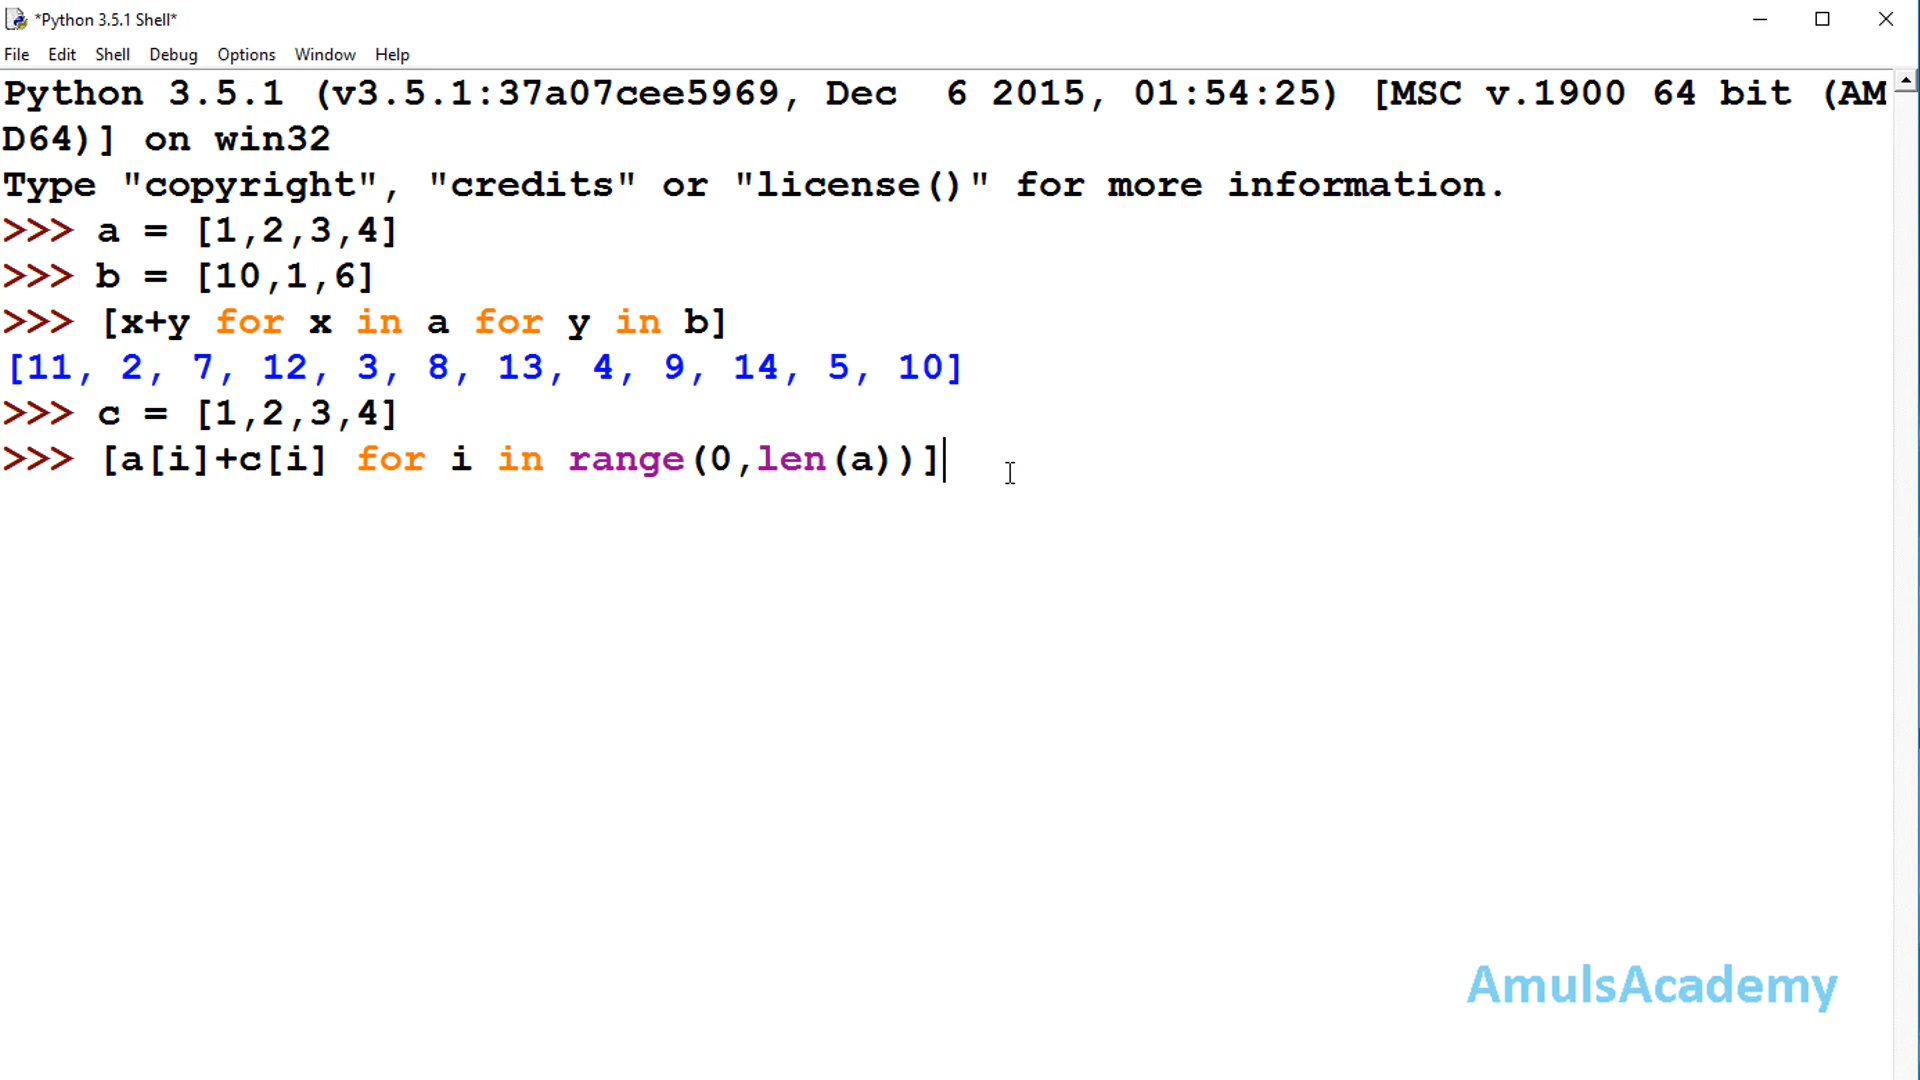 *Python 3.5.1 Shell*
File Edit Shell Debug Options Window Help
Python 3.5.1 (v3.5.1:37a07cee5969, Dec  6 2015, 01:54:25) [MSC v.1900 64 bit (AM
D64)] on win32
Type "copyright", "credits" or "license()" for more information.
>>> a = [1,2,3,4]
>>> b = [10,1,6]
>>> [x+y for x in a for y in b]
[11, 2, 7, 12, 3, 8, 13, 4, 9, 14, 5, 10]
>>> c = [1,2,3,4]
>>> [a[i]+c[i] for i in range(0,len(a))]
AmulsAcademy